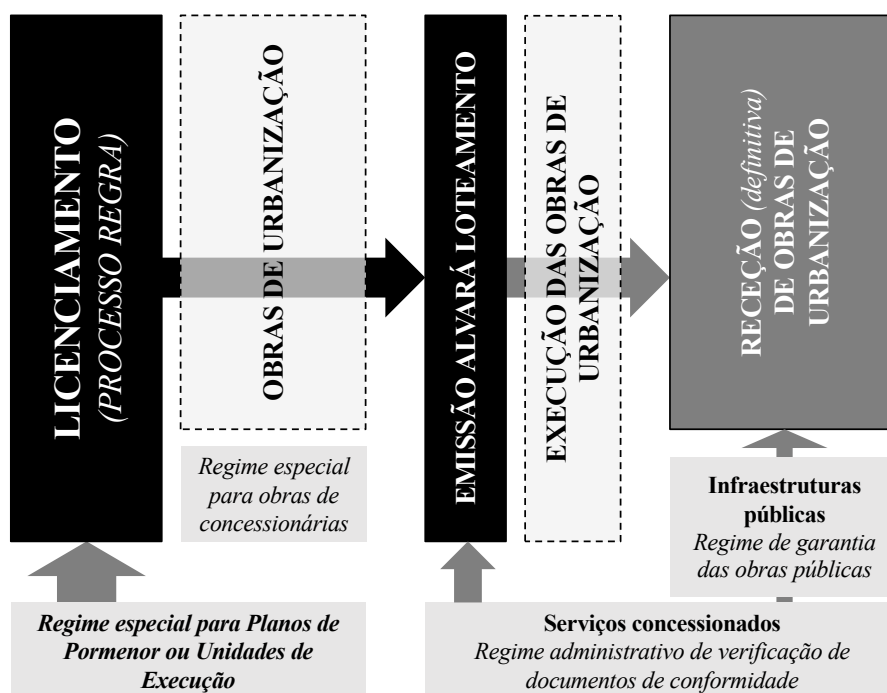 LICENCIAMENTO
(PROCESSO REGRA)
OBRAS DE URBANIZAÇÃO
EMISSÃO ALVARÁ LOTEAMENTO
EXECUÇÃO DAS OBRAS DE
URBANIZAÇÃO
RECEÇÃO (definitiva)
DE OBRAS DE
URBANIZAÇÃO
Regime especial
para obras de
concessionárias
Infraestruturas
públicas
Regime de garantia
das obras públicas
Regime especial para Planos de
Pormenor ou Unidades de
Execução
Serviços concessionados
Regime administrativo de verificação de
documentos de conformidade